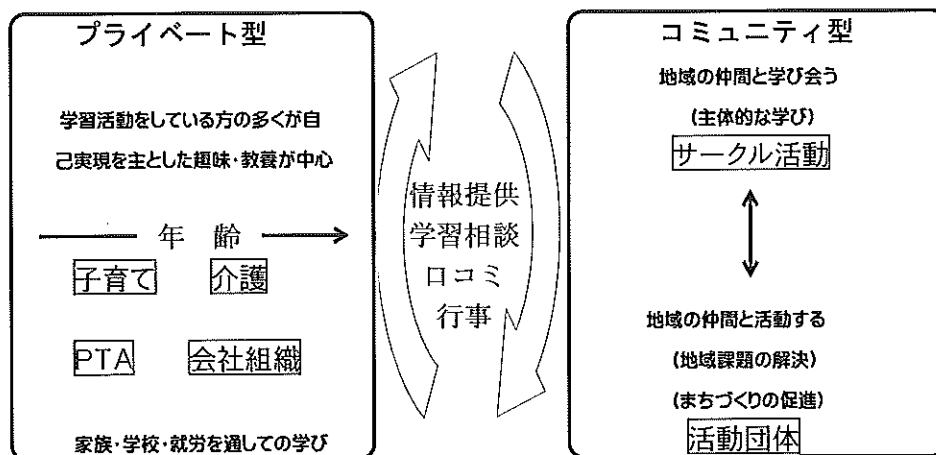 プライベート型
学習活動をしている方の多くが自
己実現を主とした趣味・教養が中心
年 齢
子育て 介護
PTA 会社組織
家族・学校・就労を通しての学び
情報提供
学習相談
口コミ
行事
コミュニティ型
地域の仲間と学び会う
(主体的な学び)
サークル活動
地域の仲間と活動する
(地域課題の解決)
(まちづくりの促進)
活動団体